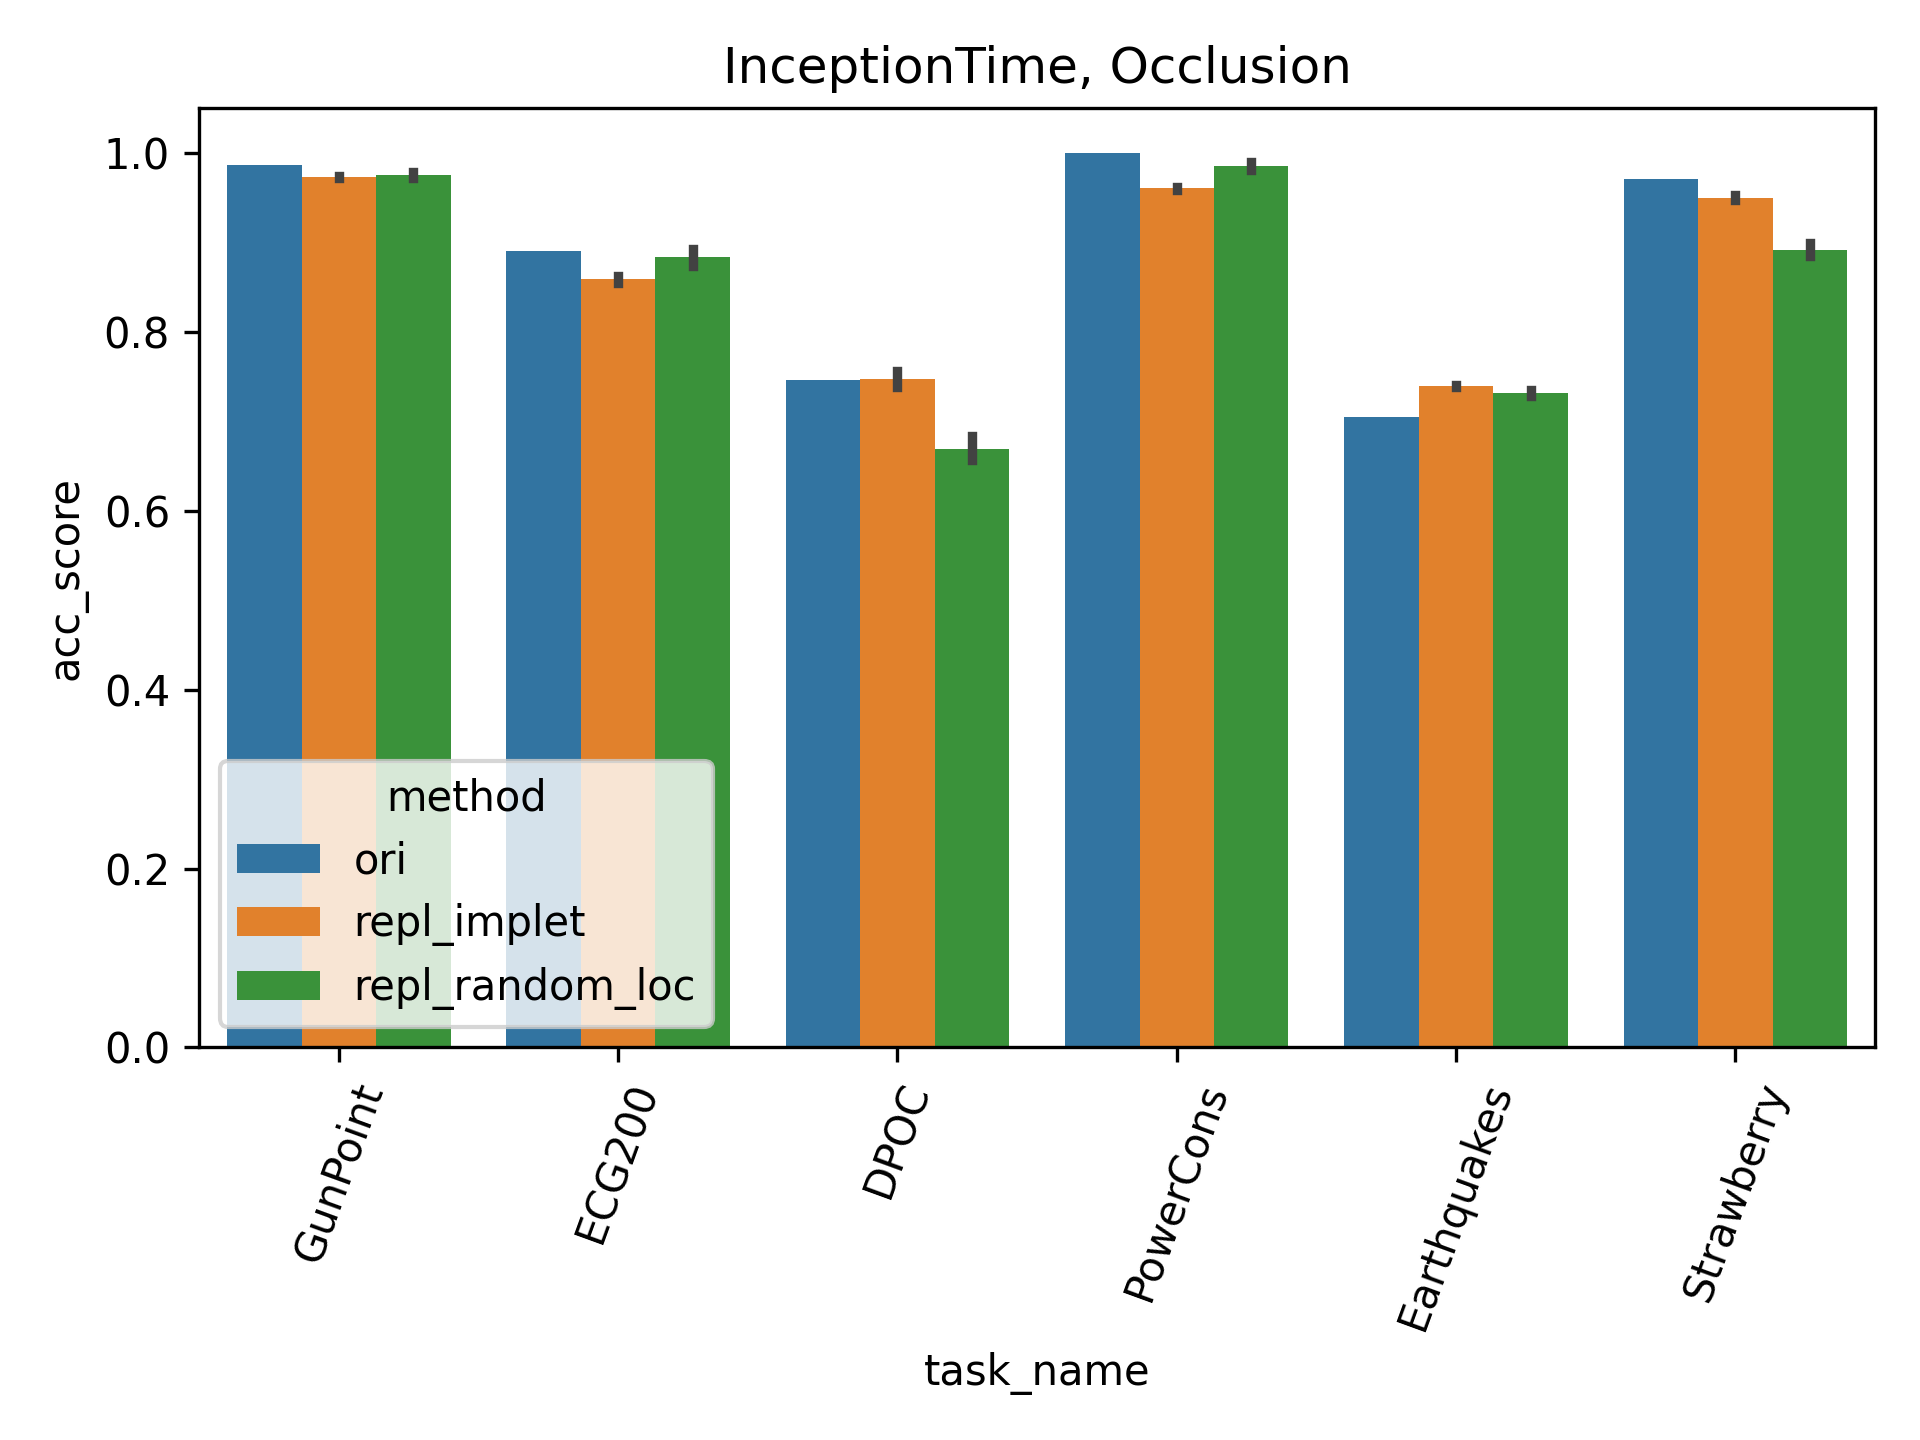 InceptionTime, Occlusion
acc_score
1.0
0.8
0.6
0.4
0.2
0.0
method
ori
repl_implet
repl_random_loc
GunPoint
ECG200
DPOC
PowerCons
Earthquakes
Strawberry
task_name